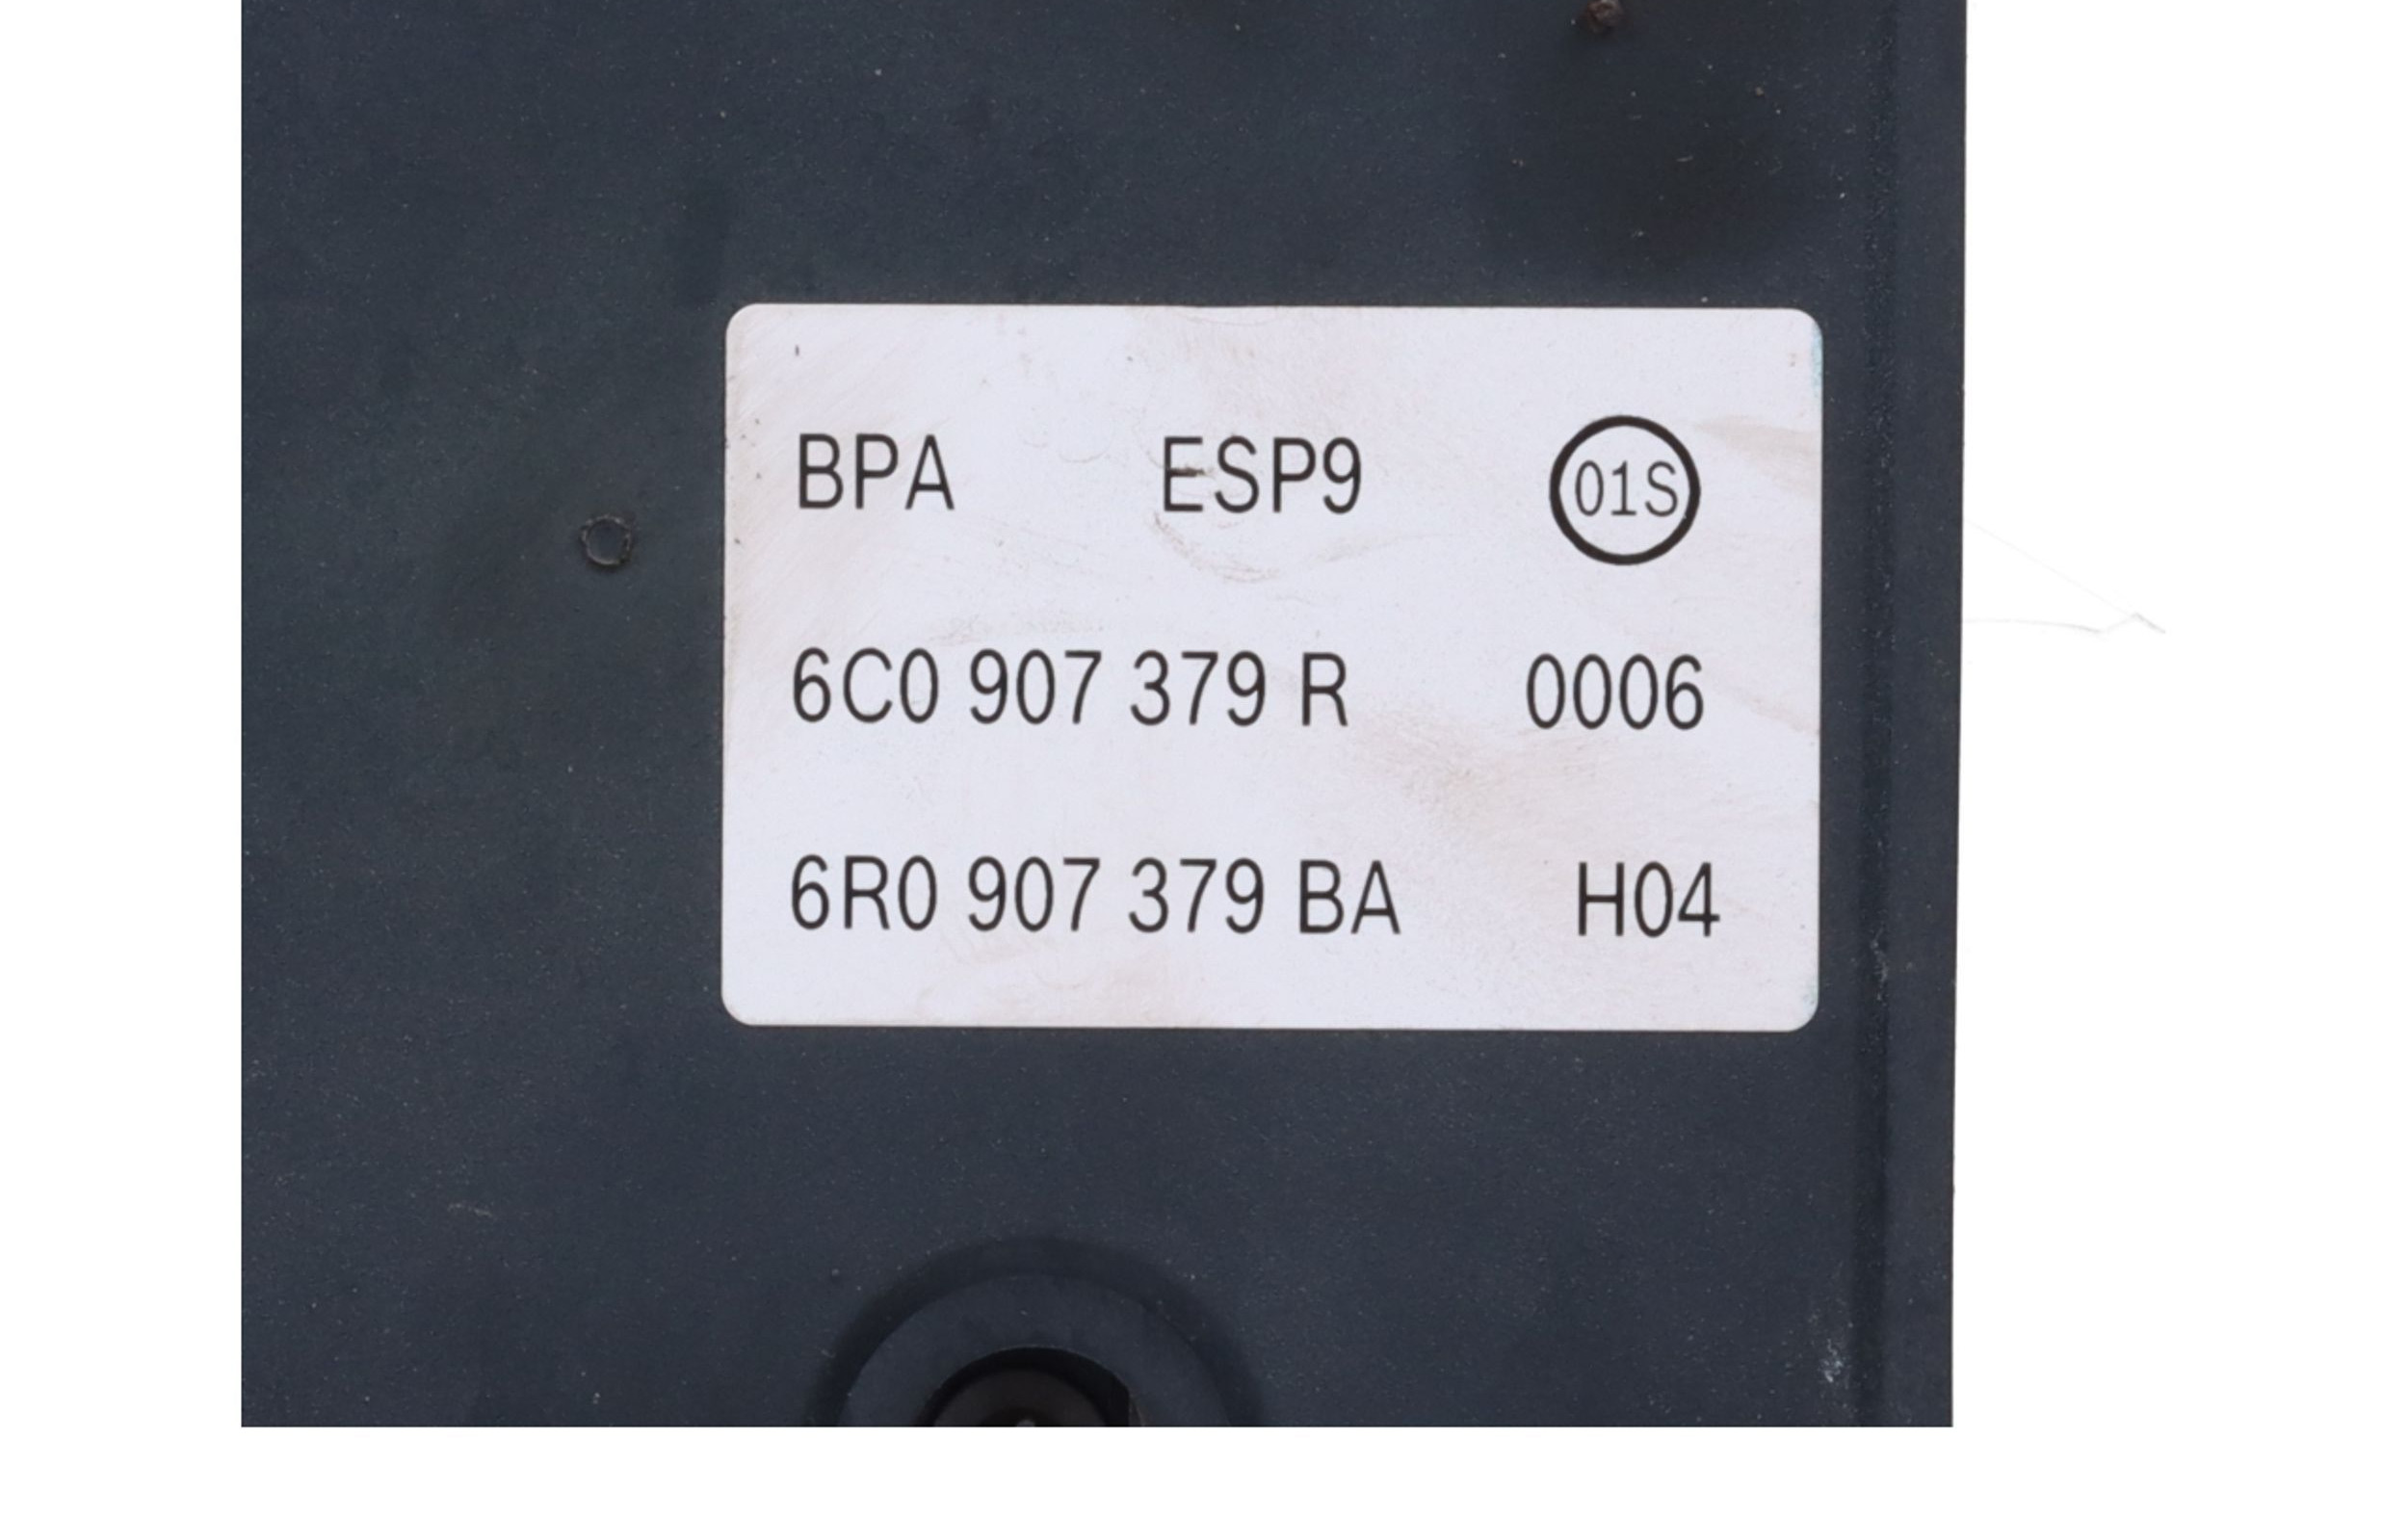 BPA ESP9 01S
6C0 907 379 R 0006
6R0 907 379 BA H04